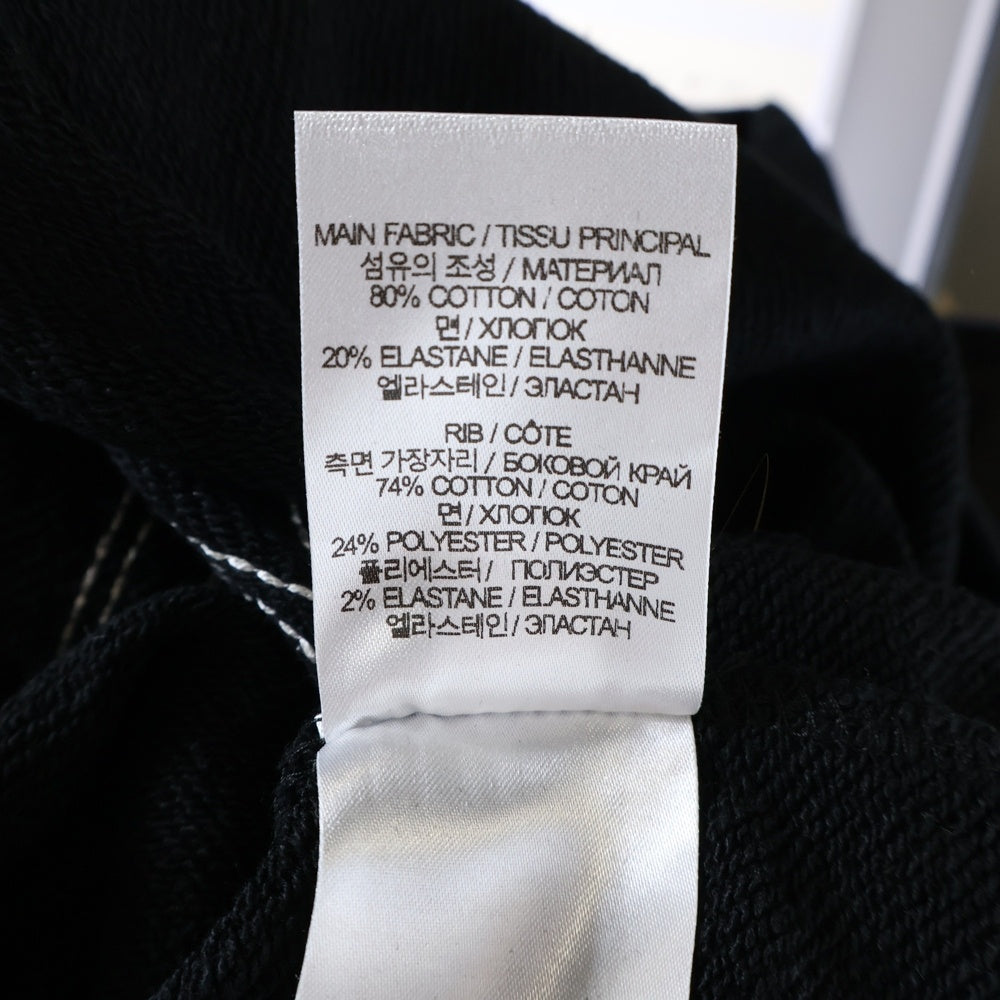 MAIN FABRIC / TISSU PRINCIPAL
섬유의 조성 / МАТЕРИАЛ
80% COTTON / COTON
면 / ХЛОПОК
20% ELASTANE / ELASTHANNE
엘라스테인 / ЭЛАСТАН
RIB / CÔTE
측면 가장자리 / БОКОВОЙ КРАЙ
74% COTTON / COTON
면 / ХЛОПОК
24% POLYESTER / POLYESTER
폴리에스터 / ПОЛИЭСТЕР
2% ELASTANE / ELASTHANNE
엘라스테인 / ЭЛАСТАН